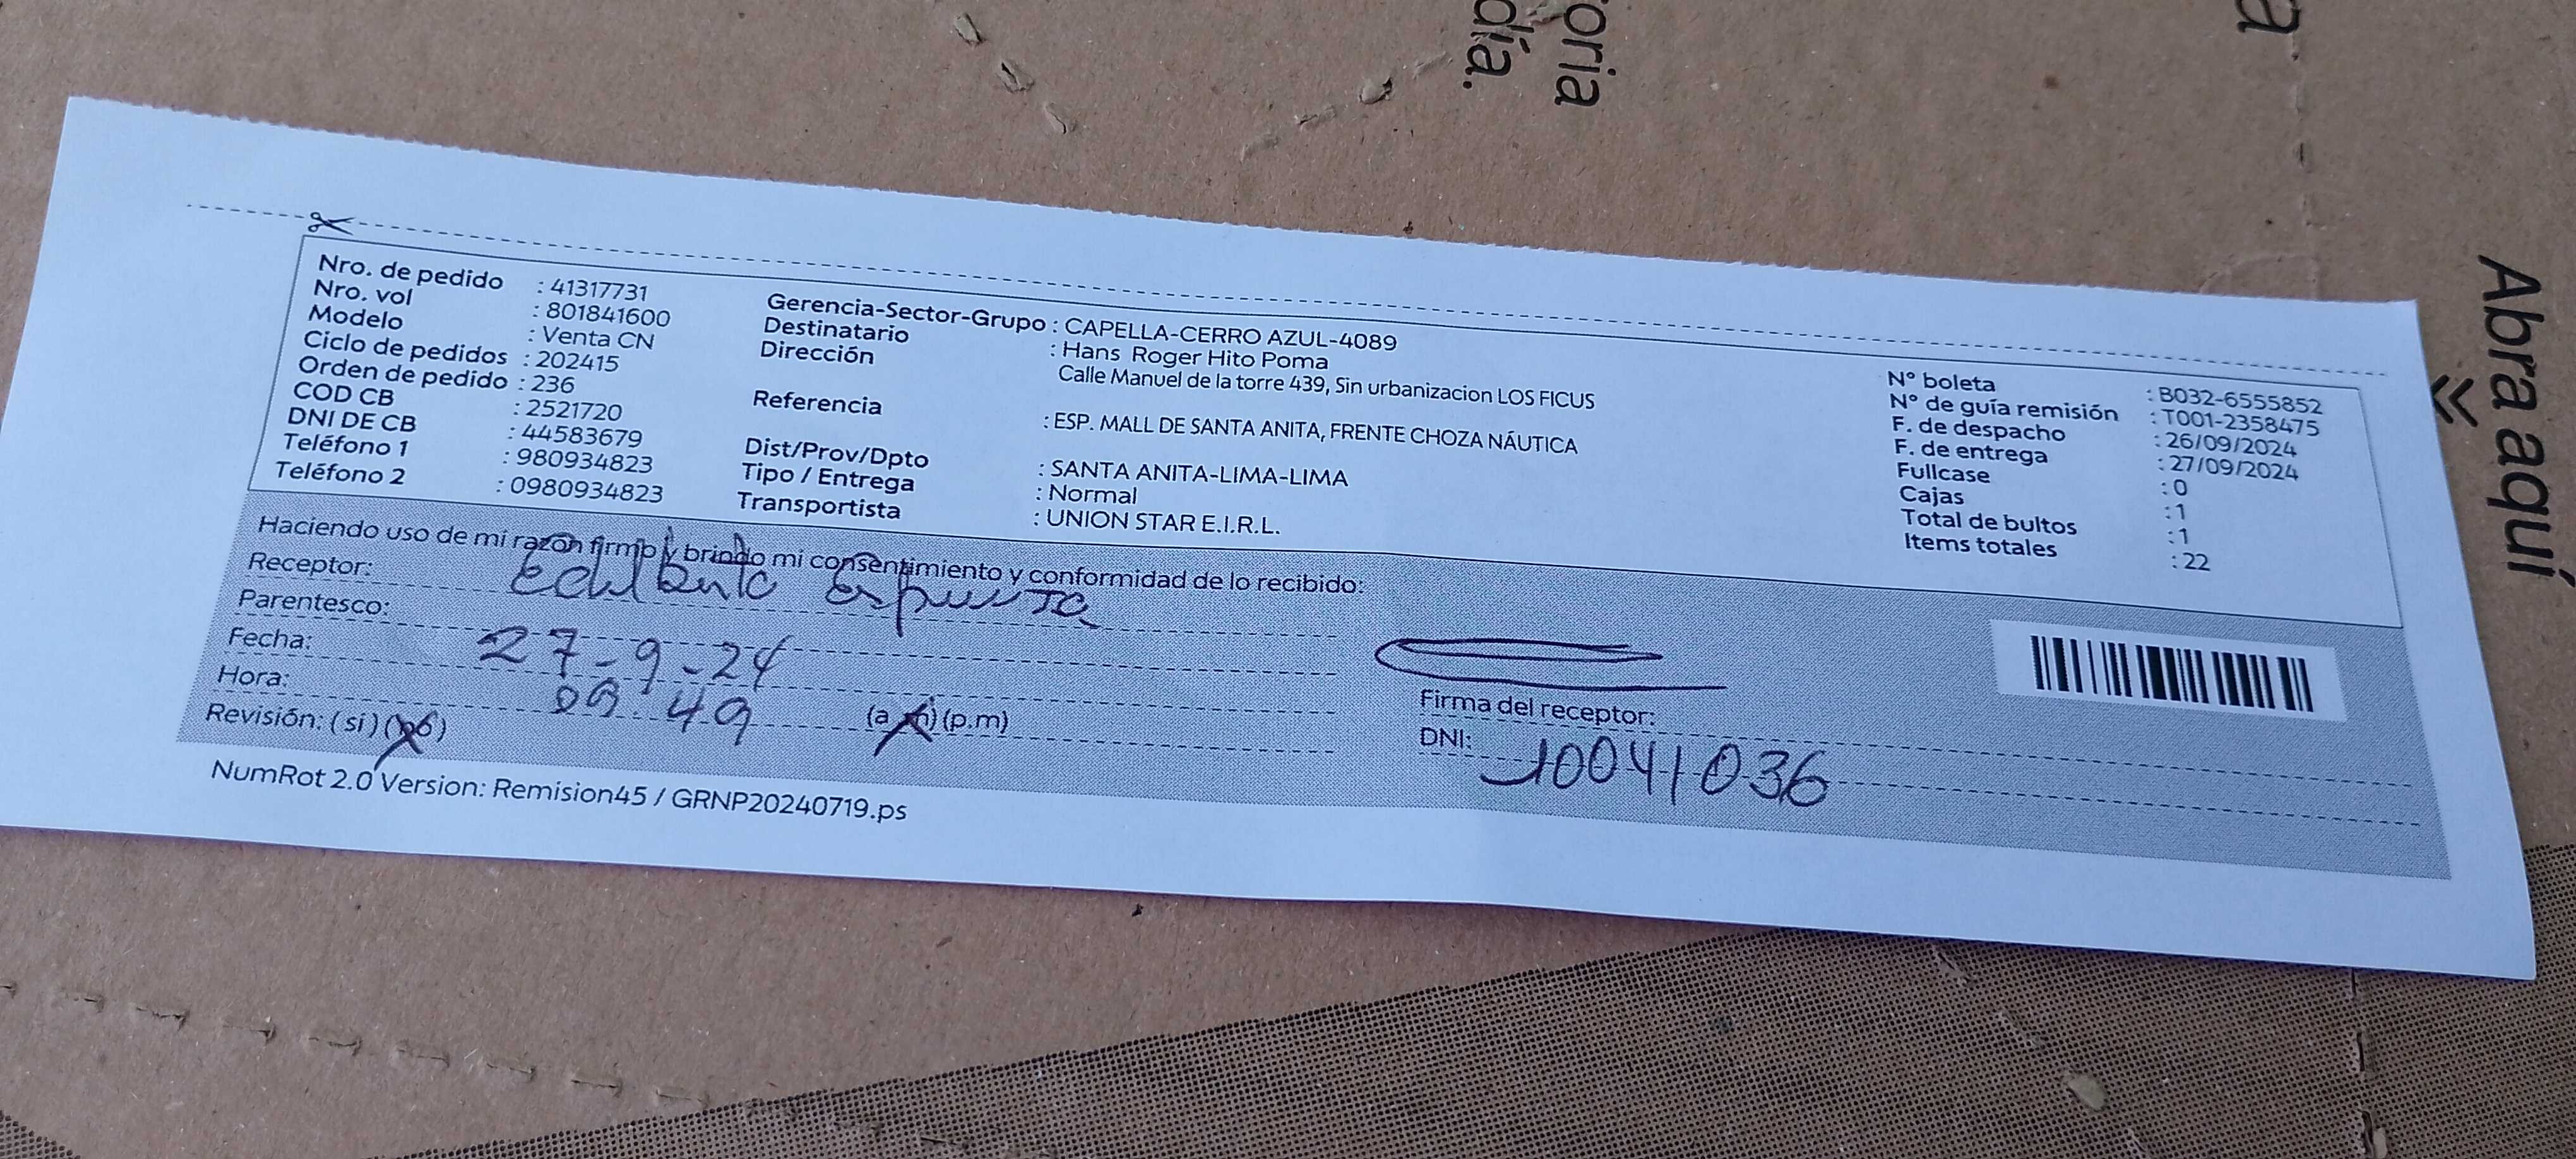 oria
día.
a
Abra aquí
Nro. de pedido : 41317731
Nro. vol : 801841600
Modelo : Venta CN
Ciclo de pedidos : 202415
Orden de pedido : 236
COD CB : 2521720
DNI DE CB : 44583679
Teléfono 1 : 980934823
Teléfono 2 : 0980934823
Gerencia-Sector-Grupo : CAPELLA-CERRO AZUL-4089
Destinatario : Hans Roger Hito Poma
Dirección Calle Manuel de la torre 439, Sin urbanizacion LOS FICUS
Referencia : ESP. MALL DE SANTA ANITA, FRENTE CHOZA NÁUTICA
Dist/Prov/Dpto : SANTA ANITA-LIMA-LIMA
Tipo / Entrega : Normal
Transportista : UNION STAR E.I.R.L.
N° boleta : B032-6555852
N° de guía remisión : T001-2358475
F. de despacho : 26/09/2024
F. de entrega : 27/09/2024
Fullcase : 0
Cajas : 1
Total de bultos : 1
Items totales : 22
Haciendo uso de mi razón firmo y brindo mi consentimiento y conformidad de lo recibido:
Receptor:
Parentesco:
Fecha: 27-9-24
Hora: 09:49 (a.m) (p.m)
Revisión: (si) (no)
Firma del receptor:
DNI: 10041036
NumRot 2.0 Version: Remision45 / GRNP20240719.ps